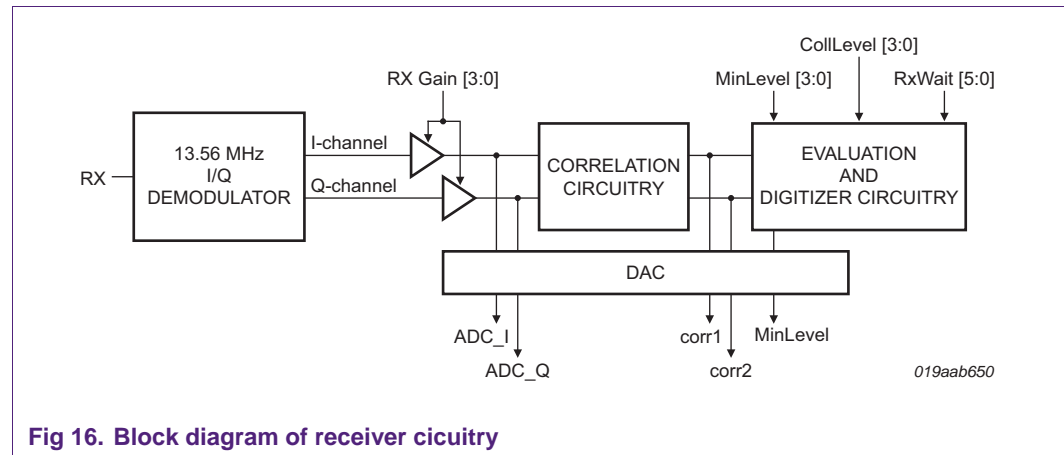 CollLevel [3:0]
RX Gain [3:0]
MinLevel [3:0]
RxWait [5:0]
RX
13.56 MHz
I/Q
DEMODULATOR
I-channel
Q-channel
CORRELATION
CIRCUITRY
EVALUATION
AND
DIGITIZER CIRCUITRY
DAC
ADC_I
ADC_Q
corr1
corr2
MinLevel
019aab650
Fig 16. Block diagram of receiver cicuitry